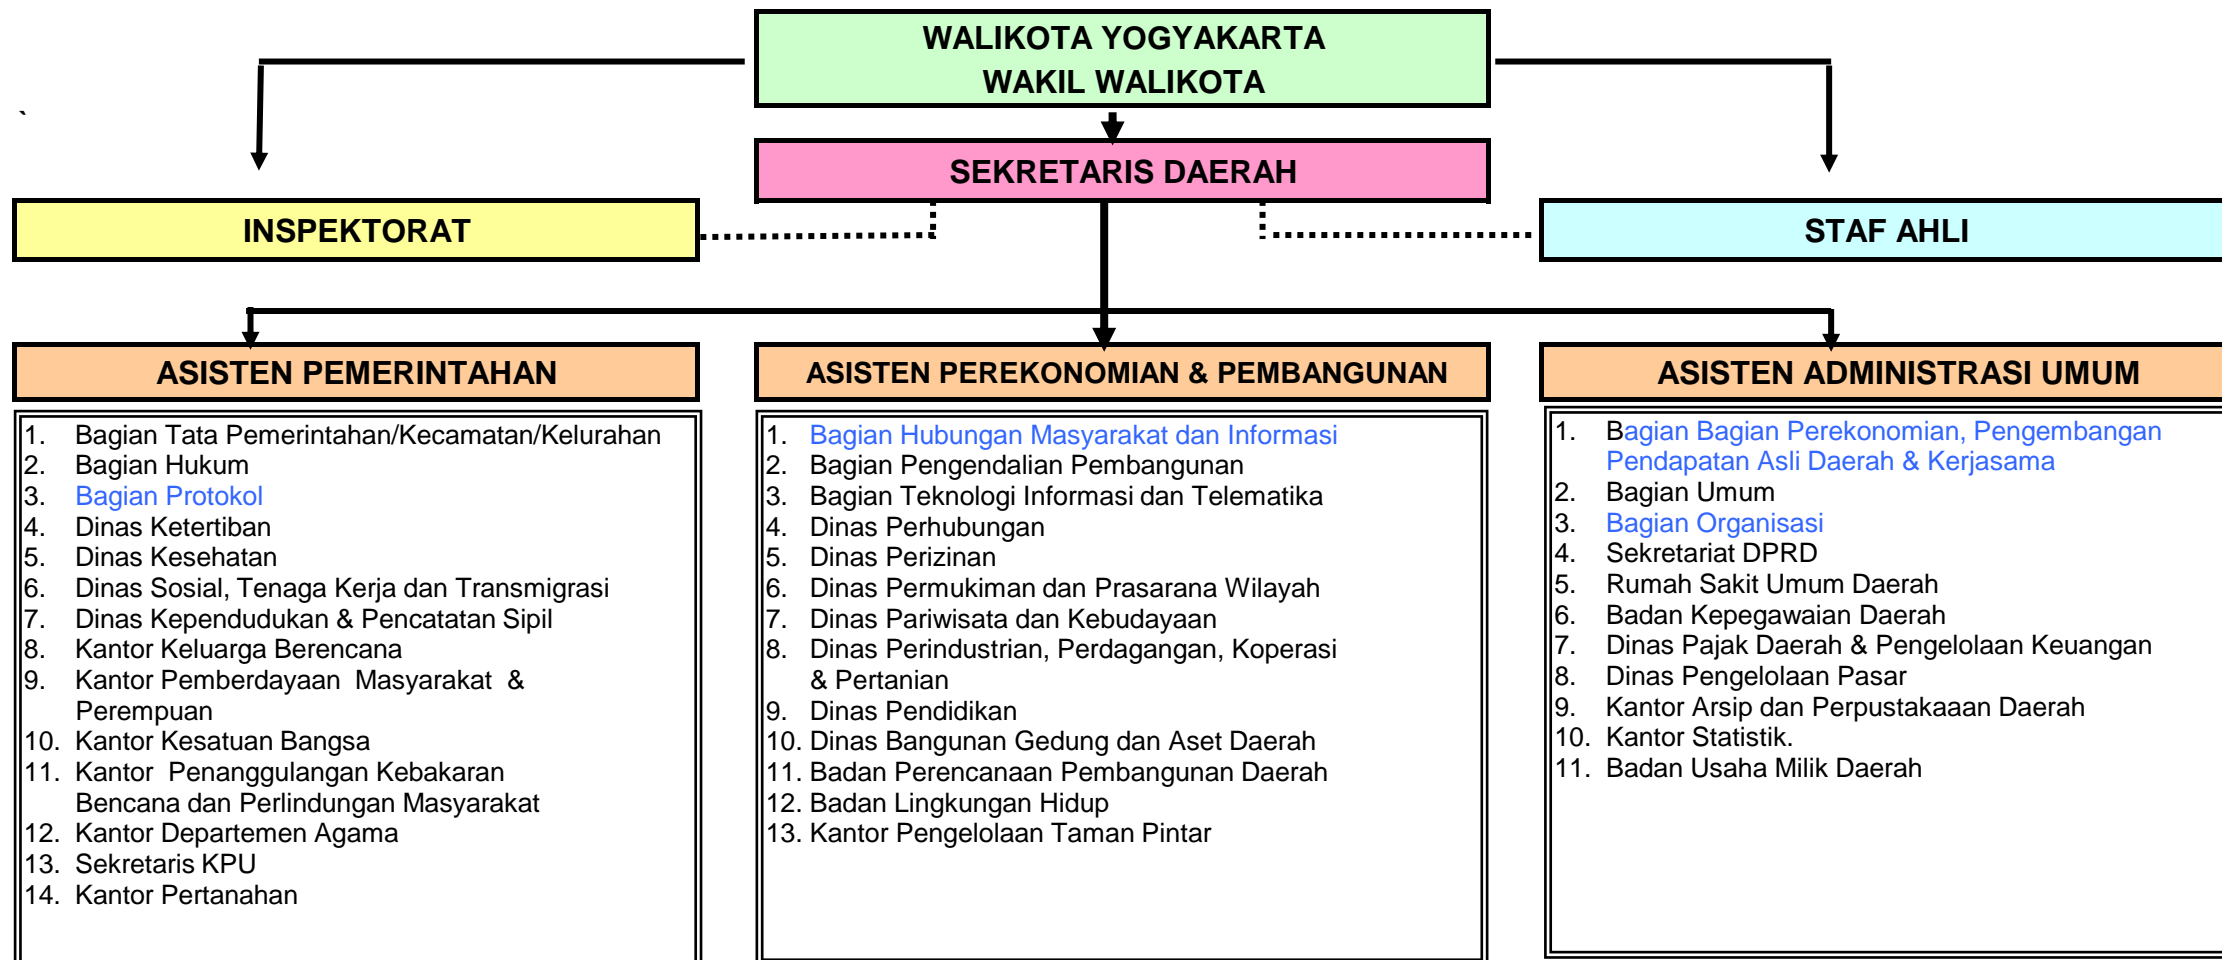 WALIKOTA YOGYAKARTA
WAKIL WALIKOTA
`
SEKRETARIS DAERAH
INSPEKTORAT
STAF AHLI
ASISTEN PEMERINTAHAN
1. Bagian Tata Pemerintahan/Kecamatan/Kelurahan
2. Bagian Hukum
3. Bagian Protokol
4. Dinas Ketertiban
5. Dinas Kesehatan
6. Dinas Sosial, Tenaga Kerja dan Transmigrasi
7. Dinas Kependudukan & Pencatatan Sipil
8. Kantor Keluarga Berencana
9. Kantor Pemberdayaan Masyarakat &
Perempuan
10. Kantor Kesatuan Bangsa
11. Kantor Penanggulangan Kebakaran
Bencana dan Perlindungan Masyarakat
12. Kantor Departemen Agama
13. Sekretaris KPU
14. Kantor Pertanahan
ASISTEN PEREKONOMIAN & PEMBANGUNAN
1. Bagian Hubungan Masyarakat dan Informasi
2. Bagian Pengendalian Pembangunan
3. Bagian Teknologi Informasi dan Telematika
4. Dinas Perhubungan
5. Dinas Perizinan
6. Dinas Permukiman dan Prasarana Wilayah
7. Dinas Pariwisata dan Kebudayaan
8. Dinas Perindustrian, Perdagangan, Koperasi
& Pertanian
9. Dinas Pendidikan
10. Dinas Bangunan Gedung dan Aset Daerah
11. Badan Perencanaan Pembangunan Daerah
12. Badan Lingkungan Hidup
13. Kantor Pengelolaan Taman Pintar
ASISTEN ADMINISTRASI UMUM
1. Bagian Bagian Perekonomian, Pengembangan
Pendapatan Asli Daerah & Kerjasama
2. Bagian Umum
3. Bagian Organisasi
4. Sekretariat DPRD
5. Rumah Sakit Umum Daerah
6. Badan Kepegawaian Daerah
7. Dinas Pajak Daerah & Pengelolaan Keuangan
8. Dinas Pengelolaan Pasar
9. Kantor Arsip dan Perpustakaaan Daerah
10. Kantor Statistik.
11. Badan Usaha Milik Daerah